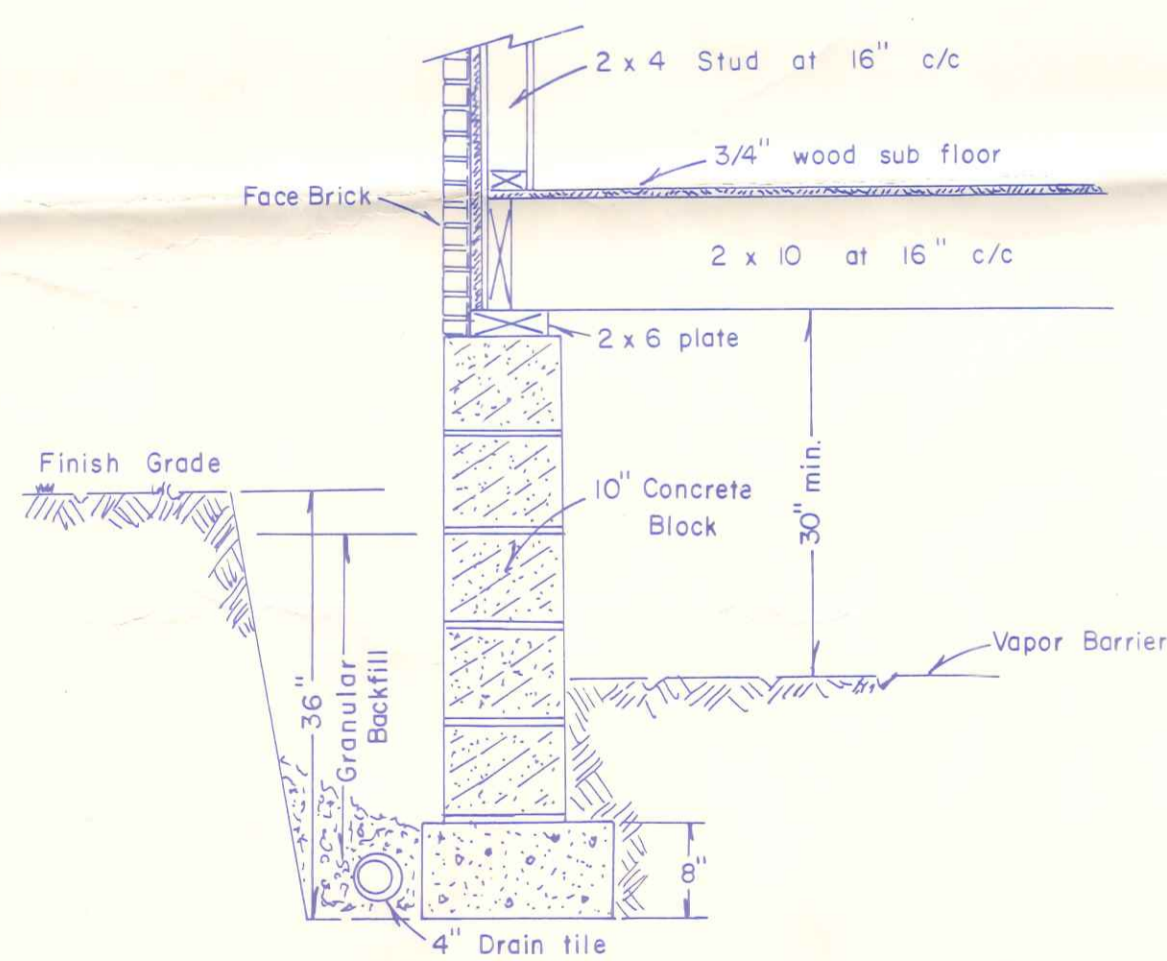 2 x 4 Stud at 16" c/c
3/4" wood sub floor
Face Brick
2 x 10 at 16" c/c
2 x 6 plate
Finish Grade
10" Concrete
Block
30" min.
Vapor Barrier
36"
Granular
Backfill
8"
4" Drain tile